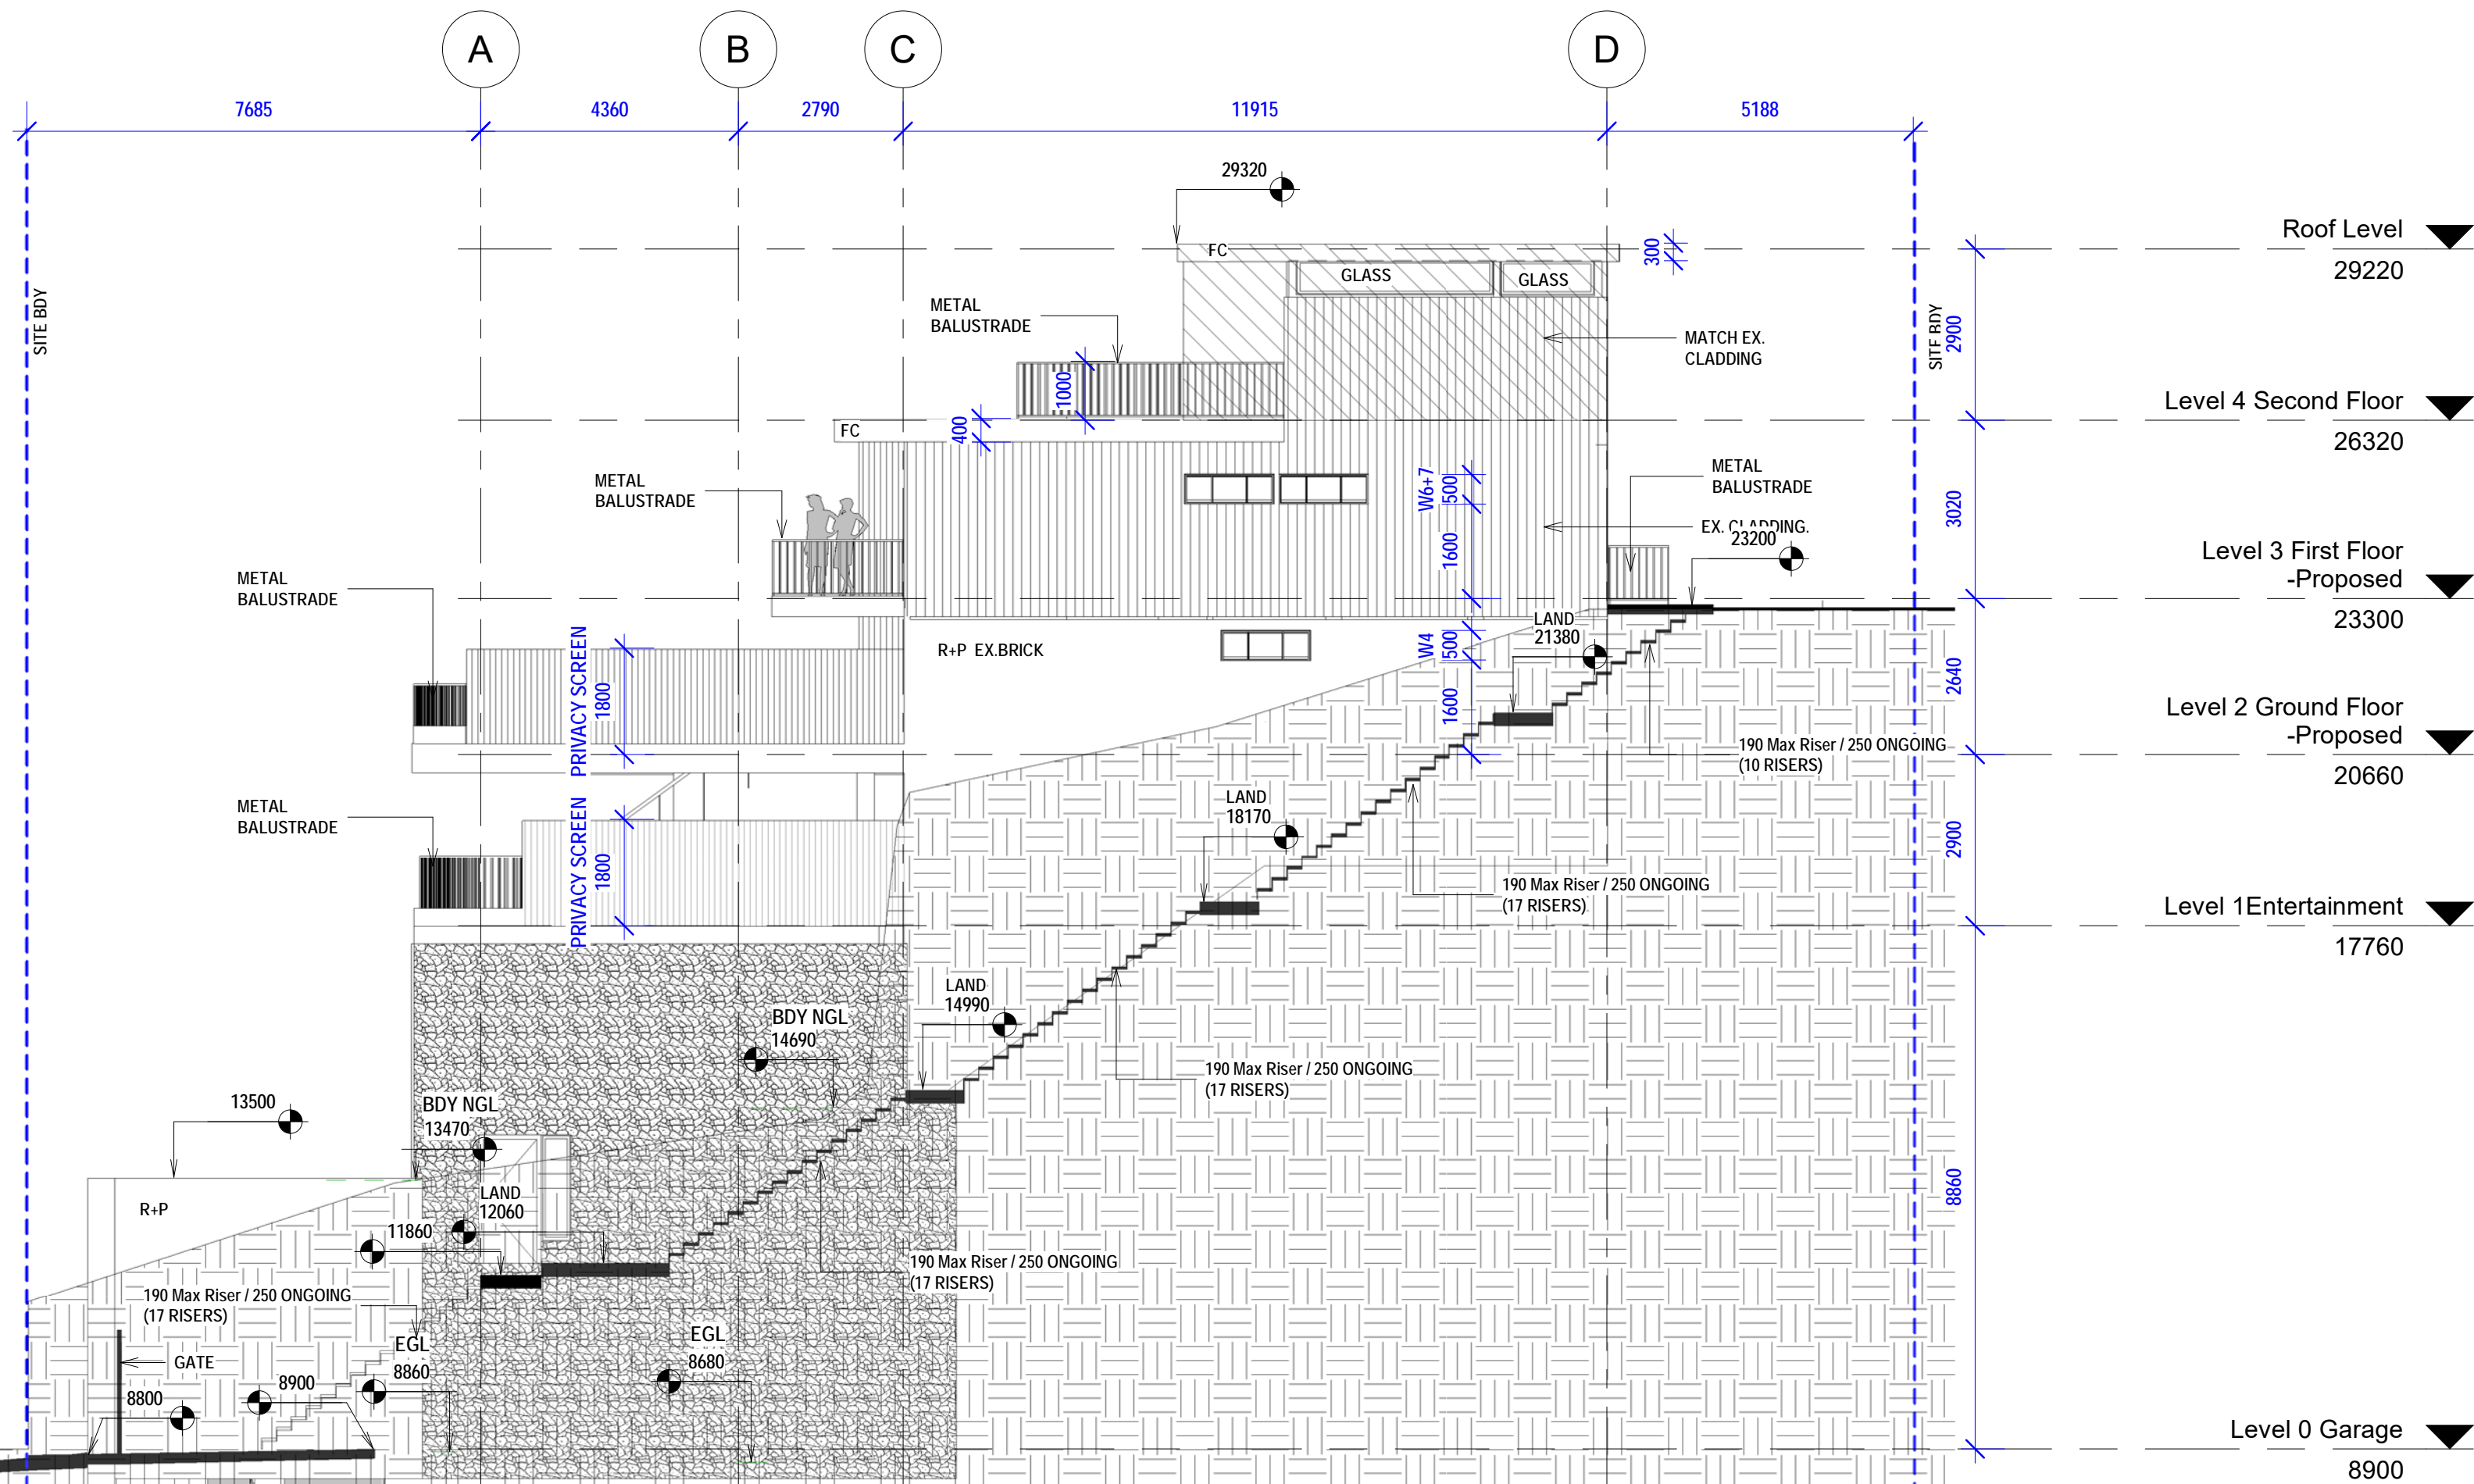 A
B
C
D
7685
4360
2790
11915
5188
29320
Roof Level
29220
FC
300
GLASS
GLASS
SITE BDY
SITE BDY
METAL
BALUSTRADE
2900
MATCH EX.
CLADDING
1000
Level 4 Second Floor
26320
FC
400
METAL
BALUSTRADE
W6+7
500
METAL
BALUSTRADE
3020
EX. CLADDING.
23200
1600
Level 3 First Floor
-Proposed
23300
METAL
BALUSTRADE
LAND
21380
PRIVACY SCREEN
1800
R+P EX.BRICK
W4
500
2640
1600
Level 2 Ground Floor
-Proposed
20660
190 Max Riser / 250 ONGOING
(10 RISERS)
METAL
BALUSTRADE
PRIVACY SCREEN
1800
LAND
18170
2900
190 Max Riser / 250 ONGOING
(17 RISERS)
Level 1Entertainment
17760
LAND
14990
BDY NGL
14690
190 Max Riser / 250 ONGOING
(17 RISERS)
13500
BDY NGL
13470
8860
R+P
LAND
12060
11860
190 Max Riser / 250 ONGOING
(17 RISERS)
190 Max Riser / 250 ONGOING
(17 RISERS)
EGL
8860
EGL
8680
GATE
8900
8800
Level 0 Garage
8900